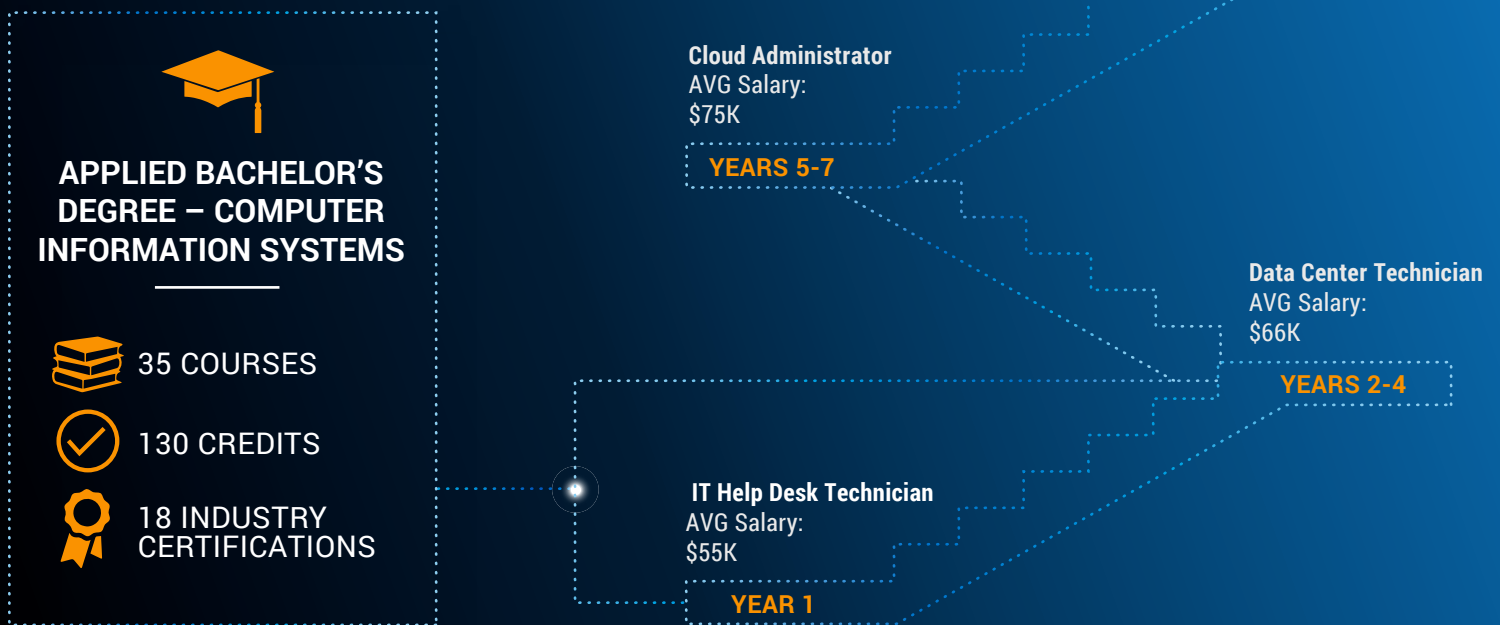 APPLIED BACHELOR'S
DEGREE – COMPUTER
INFORMATION SYSTEMS
35 COURSES
130 CREDITS
18 INDUSTRY
CERTIFICATIONS
Cloud Administrator
AVG Salary:
$75K
YEARS 5-7
Data Center Technician
AVG Salary:
$66K
YEARS 2-4
IT Help Desk Technician
AVG Salary:
$55K
YEAR 1